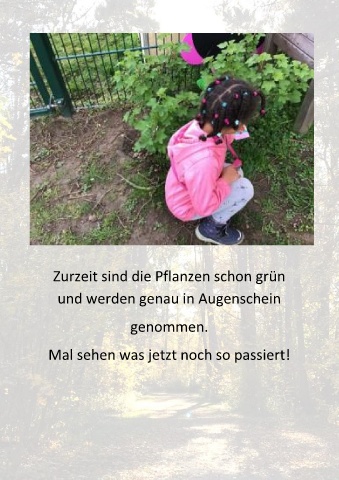 Zurzeit sind die Pflanzen schon grün
und werden genau in Augenschein
genommen.
Mal sehen was jetzt noch so passiert!